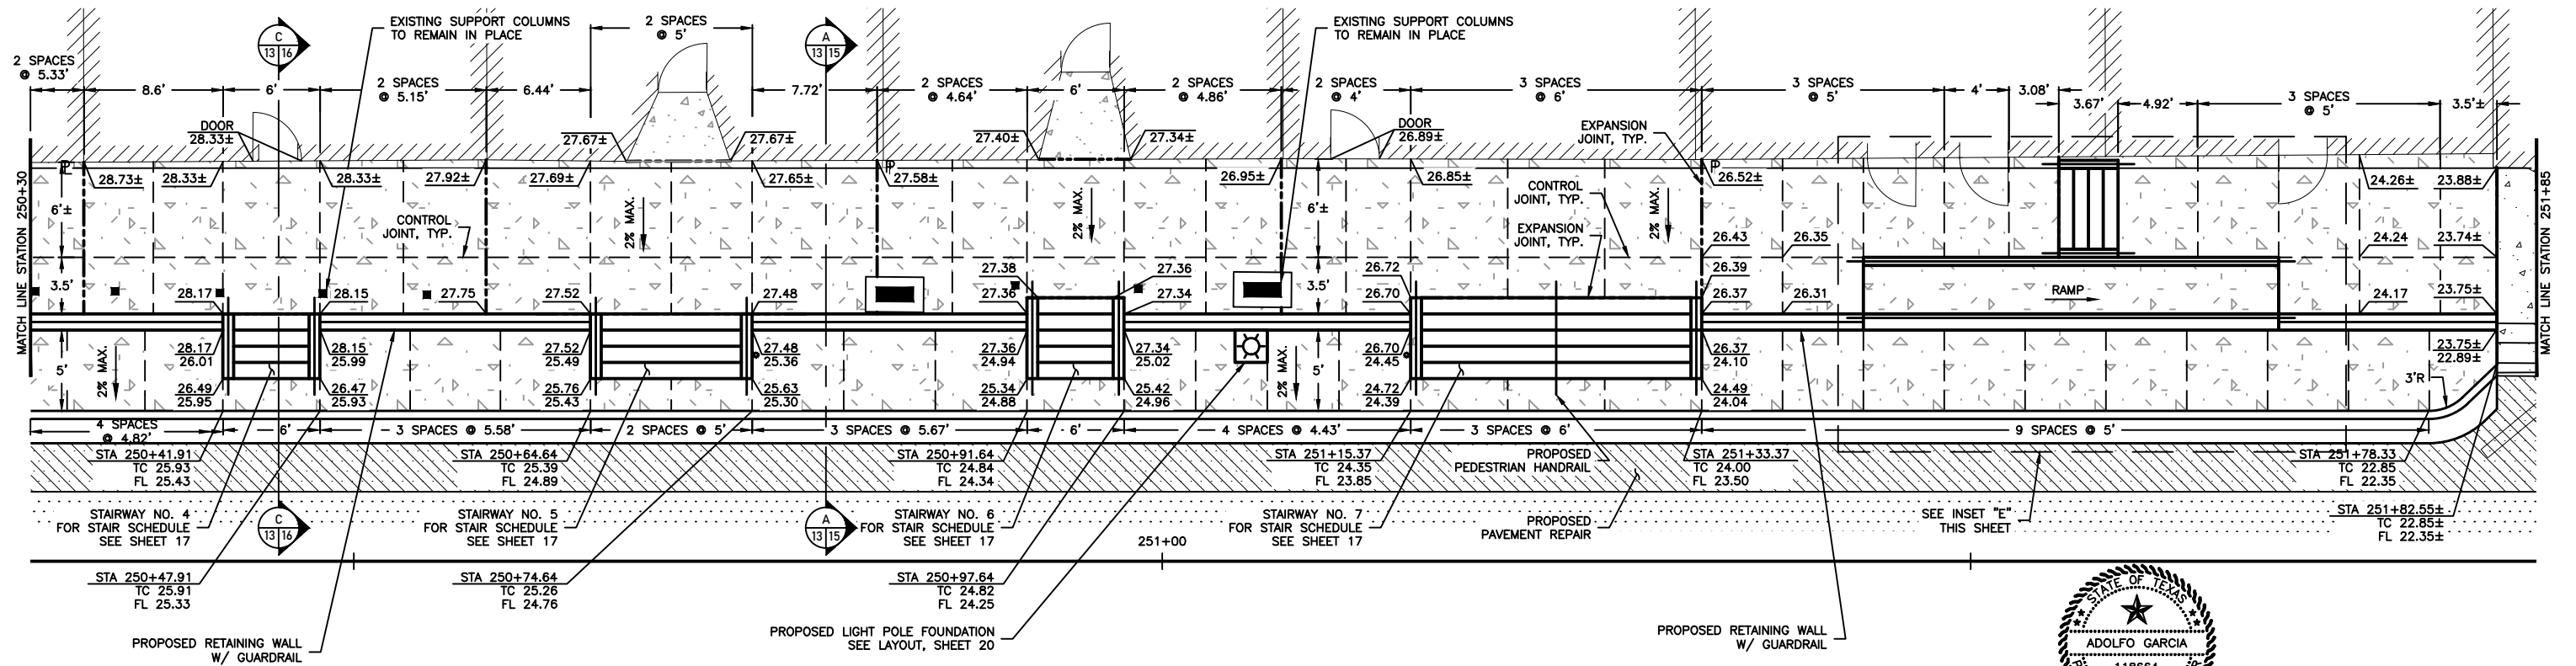 EXISTING SUPPORT COLUMNS
TO REMAIN IN PLACE
2 SPACES
@ 5'
EXISTING SUPPORT COLUMNS
TO REMAIN IN PLACE
C
13 16
A
13 15
2 SPACES
@ 5.33'
8.6'
6'
2 SPACES
@ 5.15'
6.44'
7.72'
2 SPACES
@ 4.64'
6'
2 SPACES
@ 4.86'
2 SPACES
@ 4'
3 SPACES
@ 6'
3 SPACES
@ 5'
4'
3.08'
3.67'
4.92'
3 SPACES
@ 5'
3.5'±
DOOR
28.33±
27.67±
27.67±
27.40±
27.34±
DOOR
26.89±
EXPANSION
JOINT, TYP.
MATCH LINE STATION 250+30
28.73±
28.33±
28.33±
27.92±
27.69±
27.65±
27.58±
26.95±
26.85±
26.52±
24.26±
23.88±
MATCH LINE STATION 251+85
6'±
CONTROL
JOINT, TYP.
2% MAX.
2% MAX.
6'±
CONTROL
JOINT, TYP.
2% MAX.
EXPANSION
JOINT, TYP.
26.43
26.35
24.24
23.74±
3.5'
27.38
27.36
3.5'
26.72
26.39
28.17
28.15
27.75
27.52
27.48
27.36
27.34
26.70
26.37
26.31
RAMP
24.17
23.75±
5'
2% MAX.
28.17
26.01
28.15
25.99
27.52
25.49
27.48
25.36
27.36
24.94
27.34
25.02
2% MAX.
5'
26.70
24.45
26.37
24.10
23.75±
22.89±
26.49
25.95
26.47
25.93
25.76
25.43
25.63
25.30
25.34
24.88
25.42
24.96
24.72
24.39
24.49
24.04
3'R
4 SPACES
@ 4.82'
6'
3 SPACES @ 5.58'
2 SPACES @ 5'
3 SPACES @ 5.67'
6'
4 SPACES @ 4.43'
3 SPACES @ 6'
9 SPACES @ 5'
STA 250+41.91
TC 25.93
FL 25.43
STA 250+64.64
TC 25.39
FL 24.89
STA 250+91.64
TC 24.84
FL 24.34
STA 251+15.37
TC 24.35
FL 23.85
PROPOSED
PEDESTRIAN HANDRAIL
STA 251+33.37
TC 24.00
FL 23.50
STA 251+78.33
TC 22.85
FL 22.35
STAIRWAY NO. 4
FOR STAIR SCHEDULE
SEE SHEET 17
C
13 16
STAIRWAY NO. 5
FOR STAIR SCHEDULE
SEE SHEET 17
A
13 15
STAIRWAY NO. 6
FOR STAIR SCHEDULE
SEE SHEET 17
STAIRWAY NO. 7
FOR STAIR SCHEDULE
SEE SHEET 17
PROPOSED
PAVEMENT REPAIR
SEE INSET "E"
THIS SHEET
STA 251+82.55±
TC 22.85±
FL 22.35±
251+00
STA 250+47.91
TC 25.91
FL 25.33
STA 250+74.64
TC 25.26
FL 24.76
STA 250+97.64
TC 24.82
FL 24.25
PROPOSED RETAINING WALL
W/ GUARDRAIL
PROPOSED LIGHT POLE FOUNDATION
SEE LAYOUT, SHEET 20
PROPOSED RETAINING WALL
W/ GUARDRAIL
STATE OF TEXAS
ADOLFO GARCIA